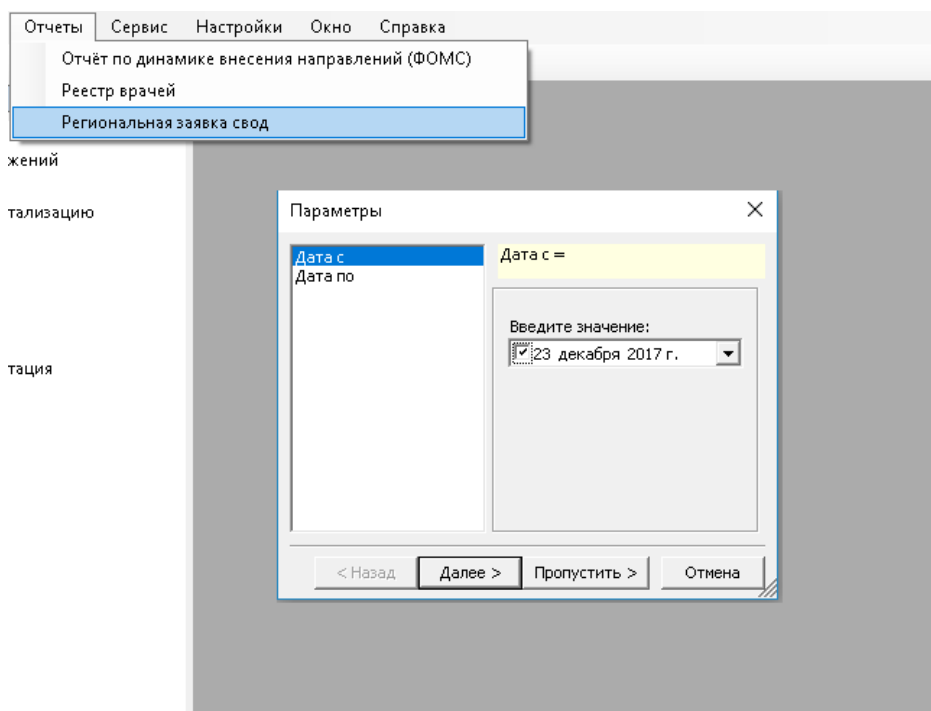 Отчеты Сервис Настройки Окно Справка
Отчёт по динамике внесения направлений (ФОМС)
Реестр врачей
Региональная заявка свод
жений
тализацию
тация
Параметры
Дата с
Дата по
Дата с =
Введите значение:
23 декабря 2017 г.
< Назад Далее > Пропустить > Отмена